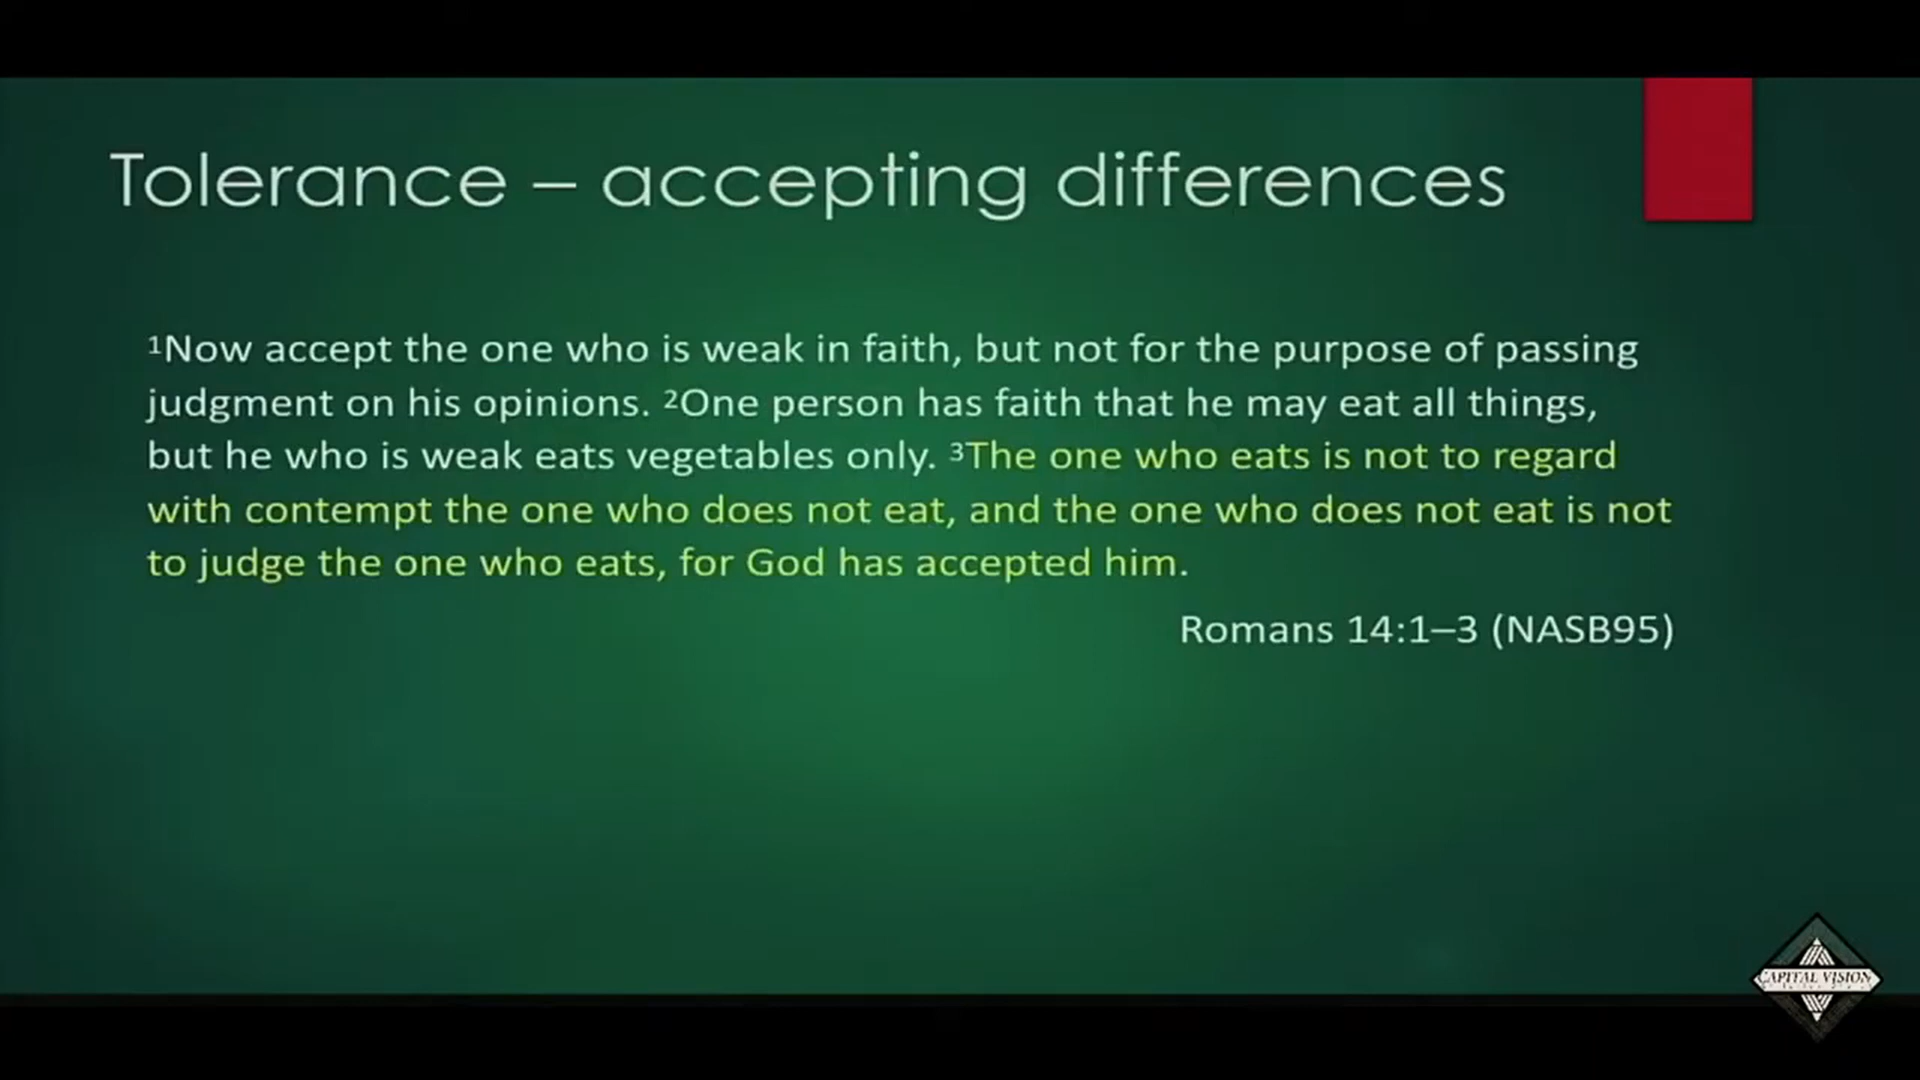 Tolerance – accepting differences
¹Now accept the one who is weak in faith, but not for the purpose of passing
judgment on his opinions. ²One person has faith that he may eat all things,
but he who is weak eats vegetables only. ³The one who eats is not to regard
with contempt the one who does not eat, and the one who does not eat is not
to judge the one who eats, for God has accepted him.
Romans 14:1–3 (NASB95)
CAPITAL VISION